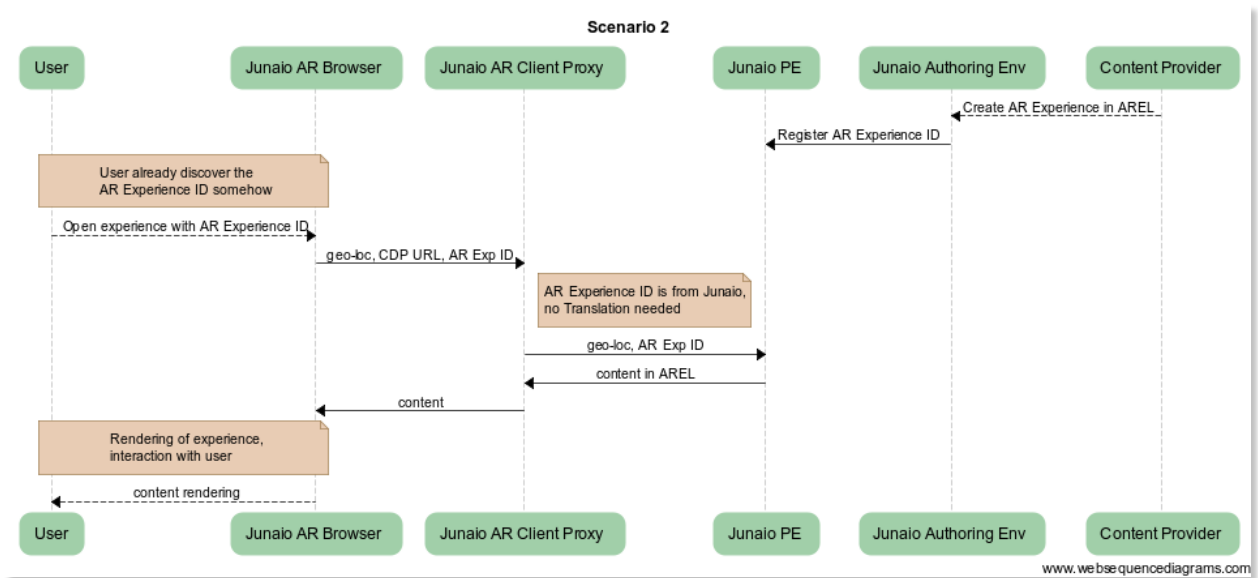 Scenario 2
User
Junaio AR Browser
Junaio AR Client Proxy
Junaio PE
Junaio Authoring Env
Content Provider
Create AR Experience in AREL
Register AR Experience ID
User already discover the
AR Experience ID somehow
Open experience with AR Experience ID
geo-loc, CDP URL, AR Exp ID
AR Experience ID is from Junaio,
no Translation needed
geo-loc, AR Exp ID
content in AREL
content
Rendering of experience,
interaction with user
content rendering
User
Junaio AR Browser
Junaio AR Client Proxy
Junaio PE
Junaio Authoring Env
Content Provider
www.websequencediagrams.com